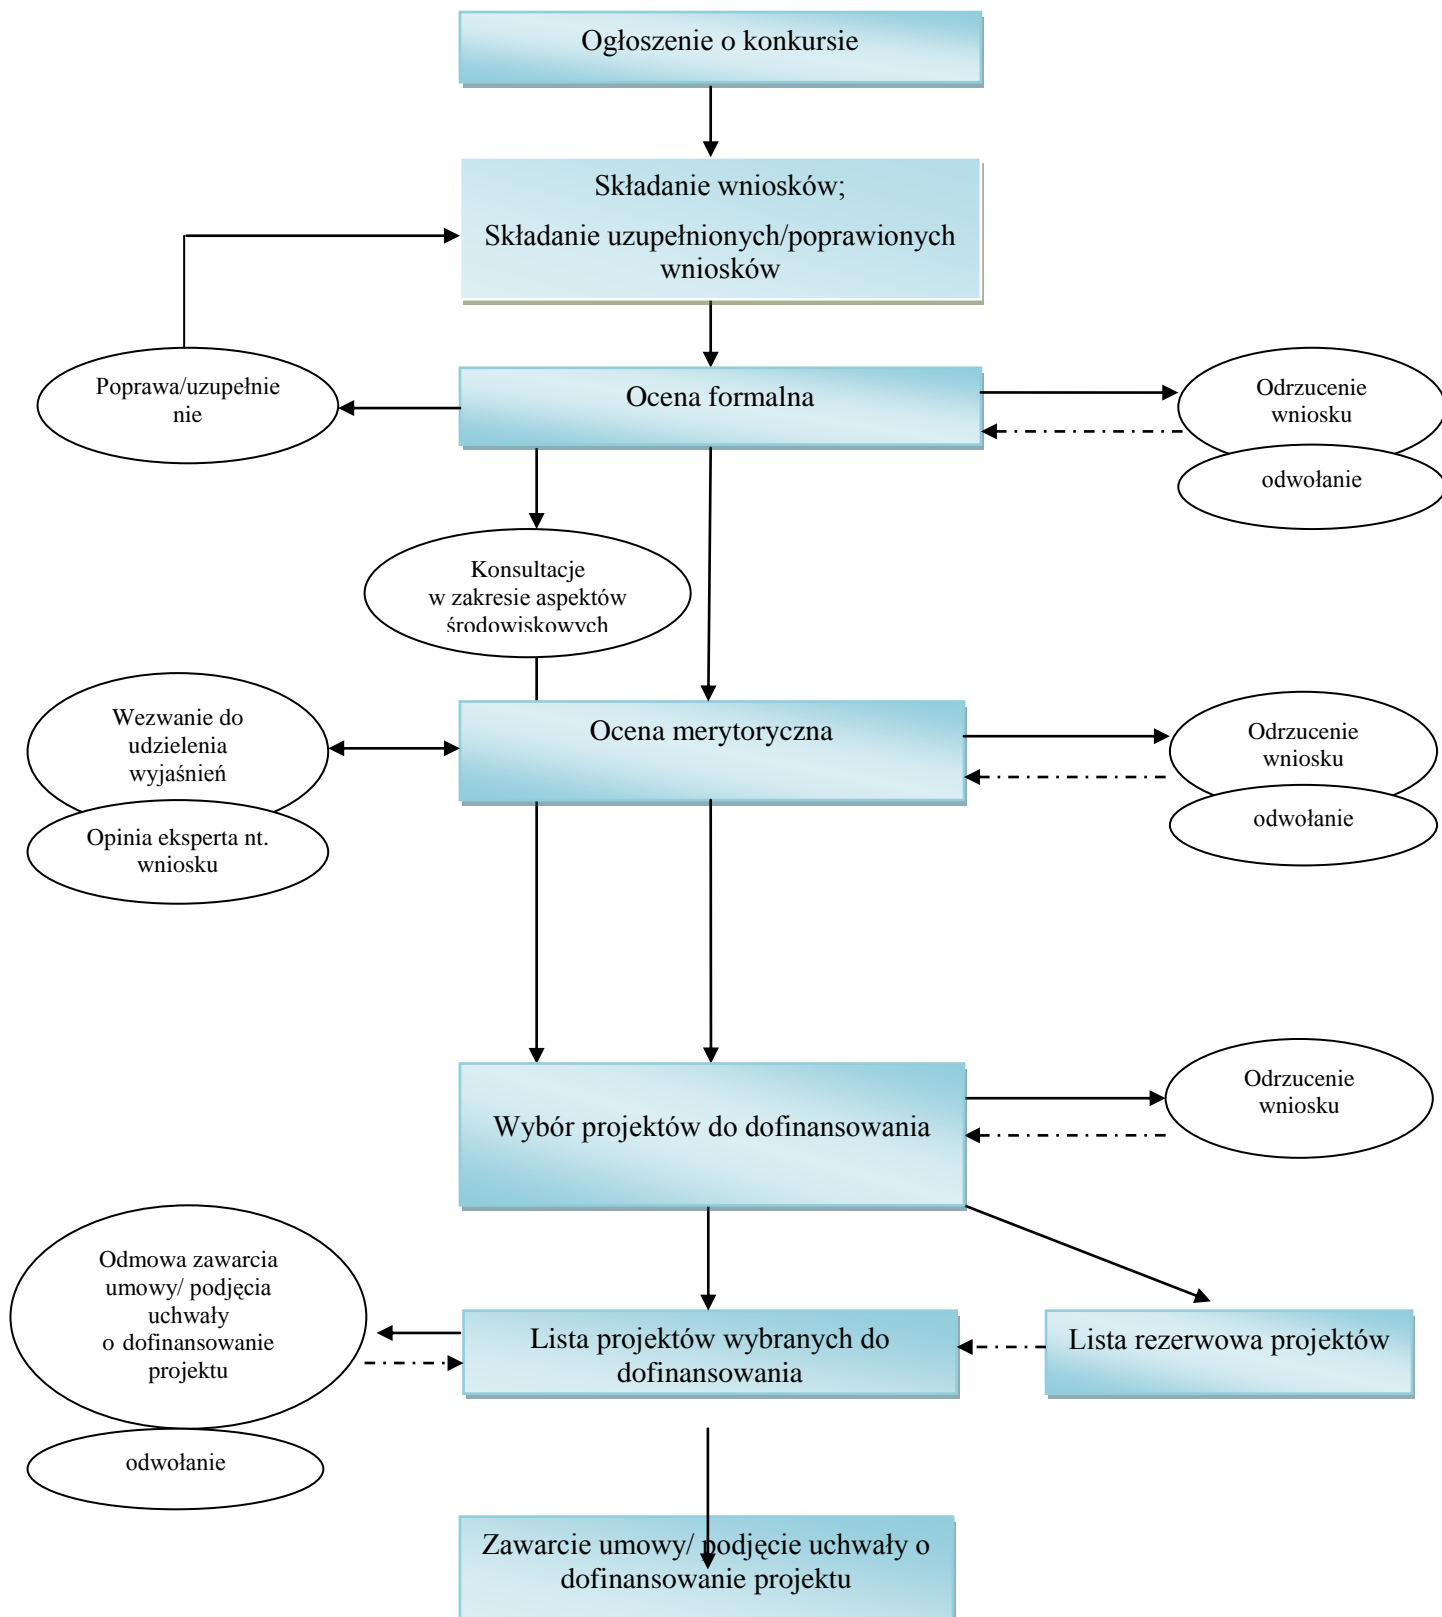 Ogłoszenie o konkursie
Składanie wniosków;
Składanie uzupełnionych/poprawionych
wniosków
Poprawa/uzupełnie
nie
Ocena formalna
Odrzucenie
wniosku
odwołanie
Konsultacje
w zakresie aspektów
środowiskowych
Wezwanie do
udzielenia
wyjaśnień
Opinia eksperta nt.
wniosku
Ocena merytoryczna
Odrzucenie
wniosku
odwołanie
Wybór projektów do dofinansowania
Odrzucenie
wniosku
Odmowa zawarcia
umowy/ podjęcia
uchwały
o dofinansowanie
projektu
odwołanie
Lista projektów wybranych do
dofinansowania
Lista rezerwowa projektów
Zawarcie umowy/ podjęcie uchwały o
dofinansowanie projektu